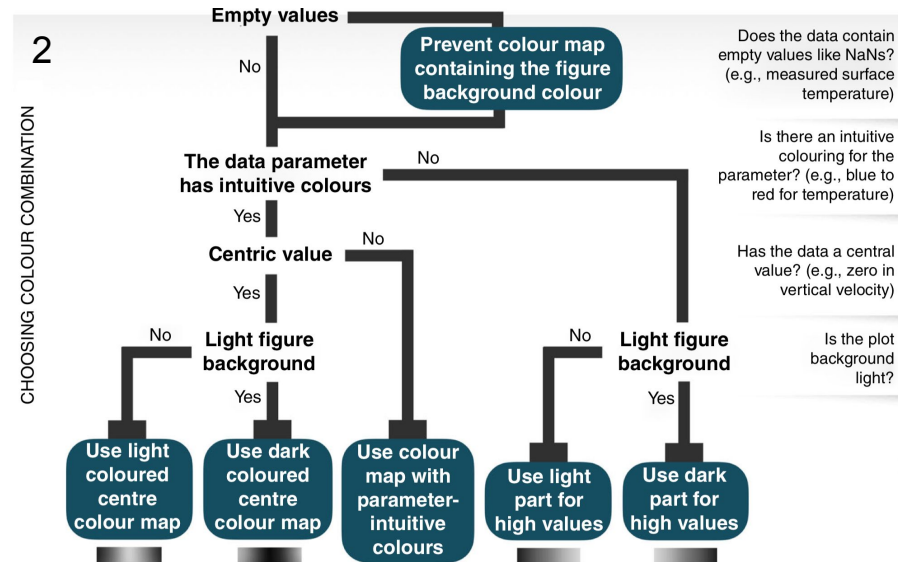 2
CHOOSING COLOUR COMBINATION
Empty values
No
Prevent colour map
containing the figure
background colour
Does the data contain
empty values like NaNs?
(e.g., measured surface
temperature)
The data parameter
has intuitive colours
No
Yes
Is there an intuitive
colouring for the
parameter? (e.g., blue to
red for temperature)
Centric value
No
Yes
Has the data a central
value? (e.g., zero in
vertical velocity)
Light figure
background
No
Yes
Light figure
background
No
Yes
Is the plot
background
light?
Use light
coloured
centre
colour map
Use dark
coloured
centre
colour map
Use colour
map with
parameter-
intuitive
colours
Use light
part for
high values
Use dark
part for
high values